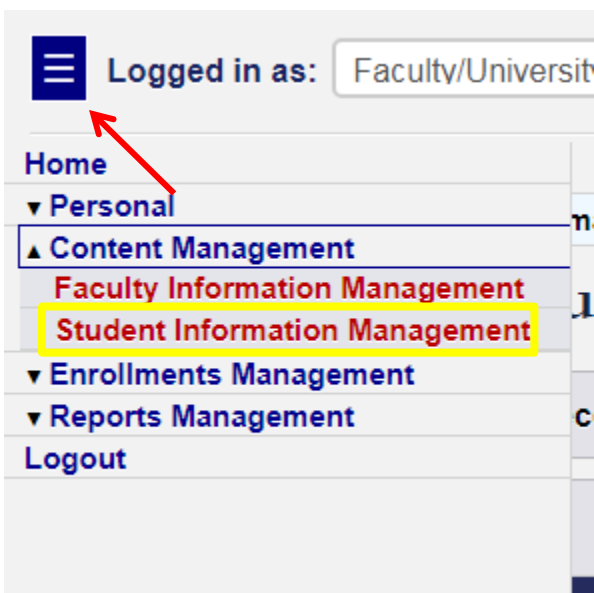 Logged in as: Faculty/University
Home
▾ Personal
▴ Content Management
Faculty Information Management
Student Information Management
▾ Enrollments Management
▾ Reports Management
Logout